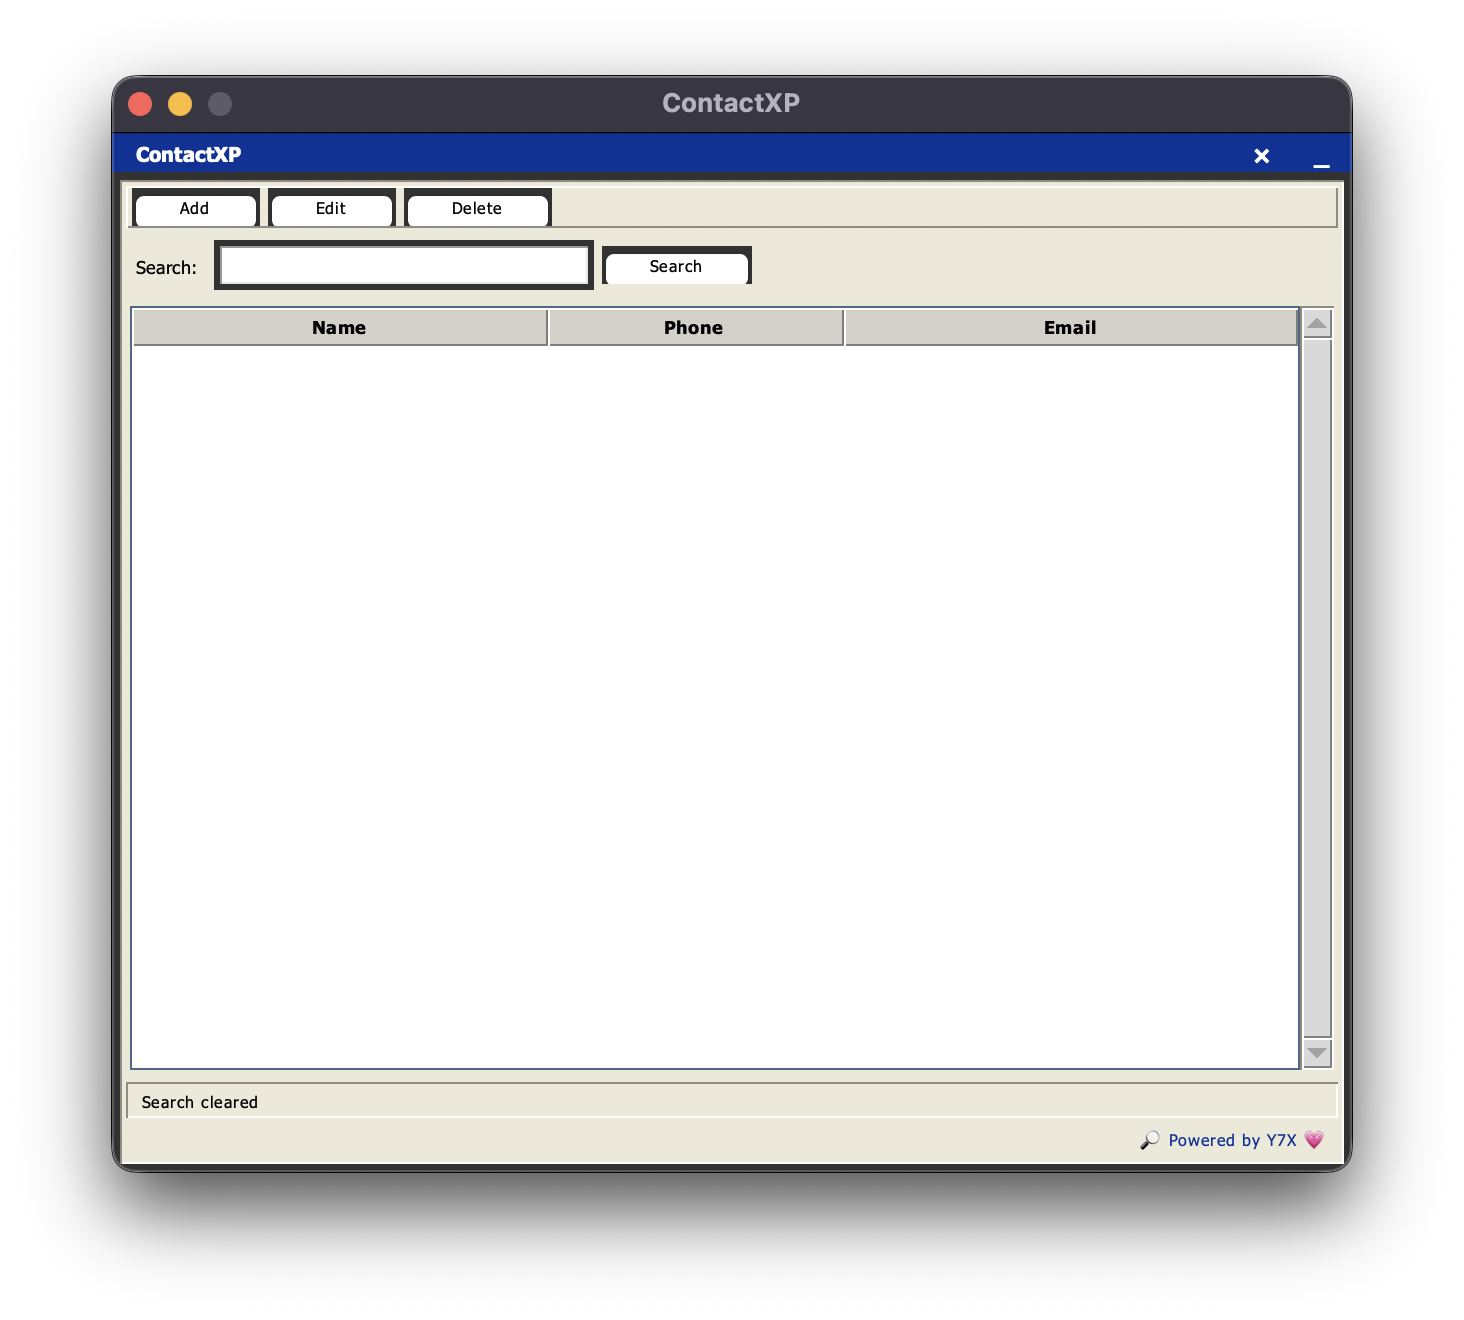 ContactXP
ContactXP × _
Add Edit Delete
Search: Search
Name Phone Email
Search cleared
🔎 Powered by Y7X 💗